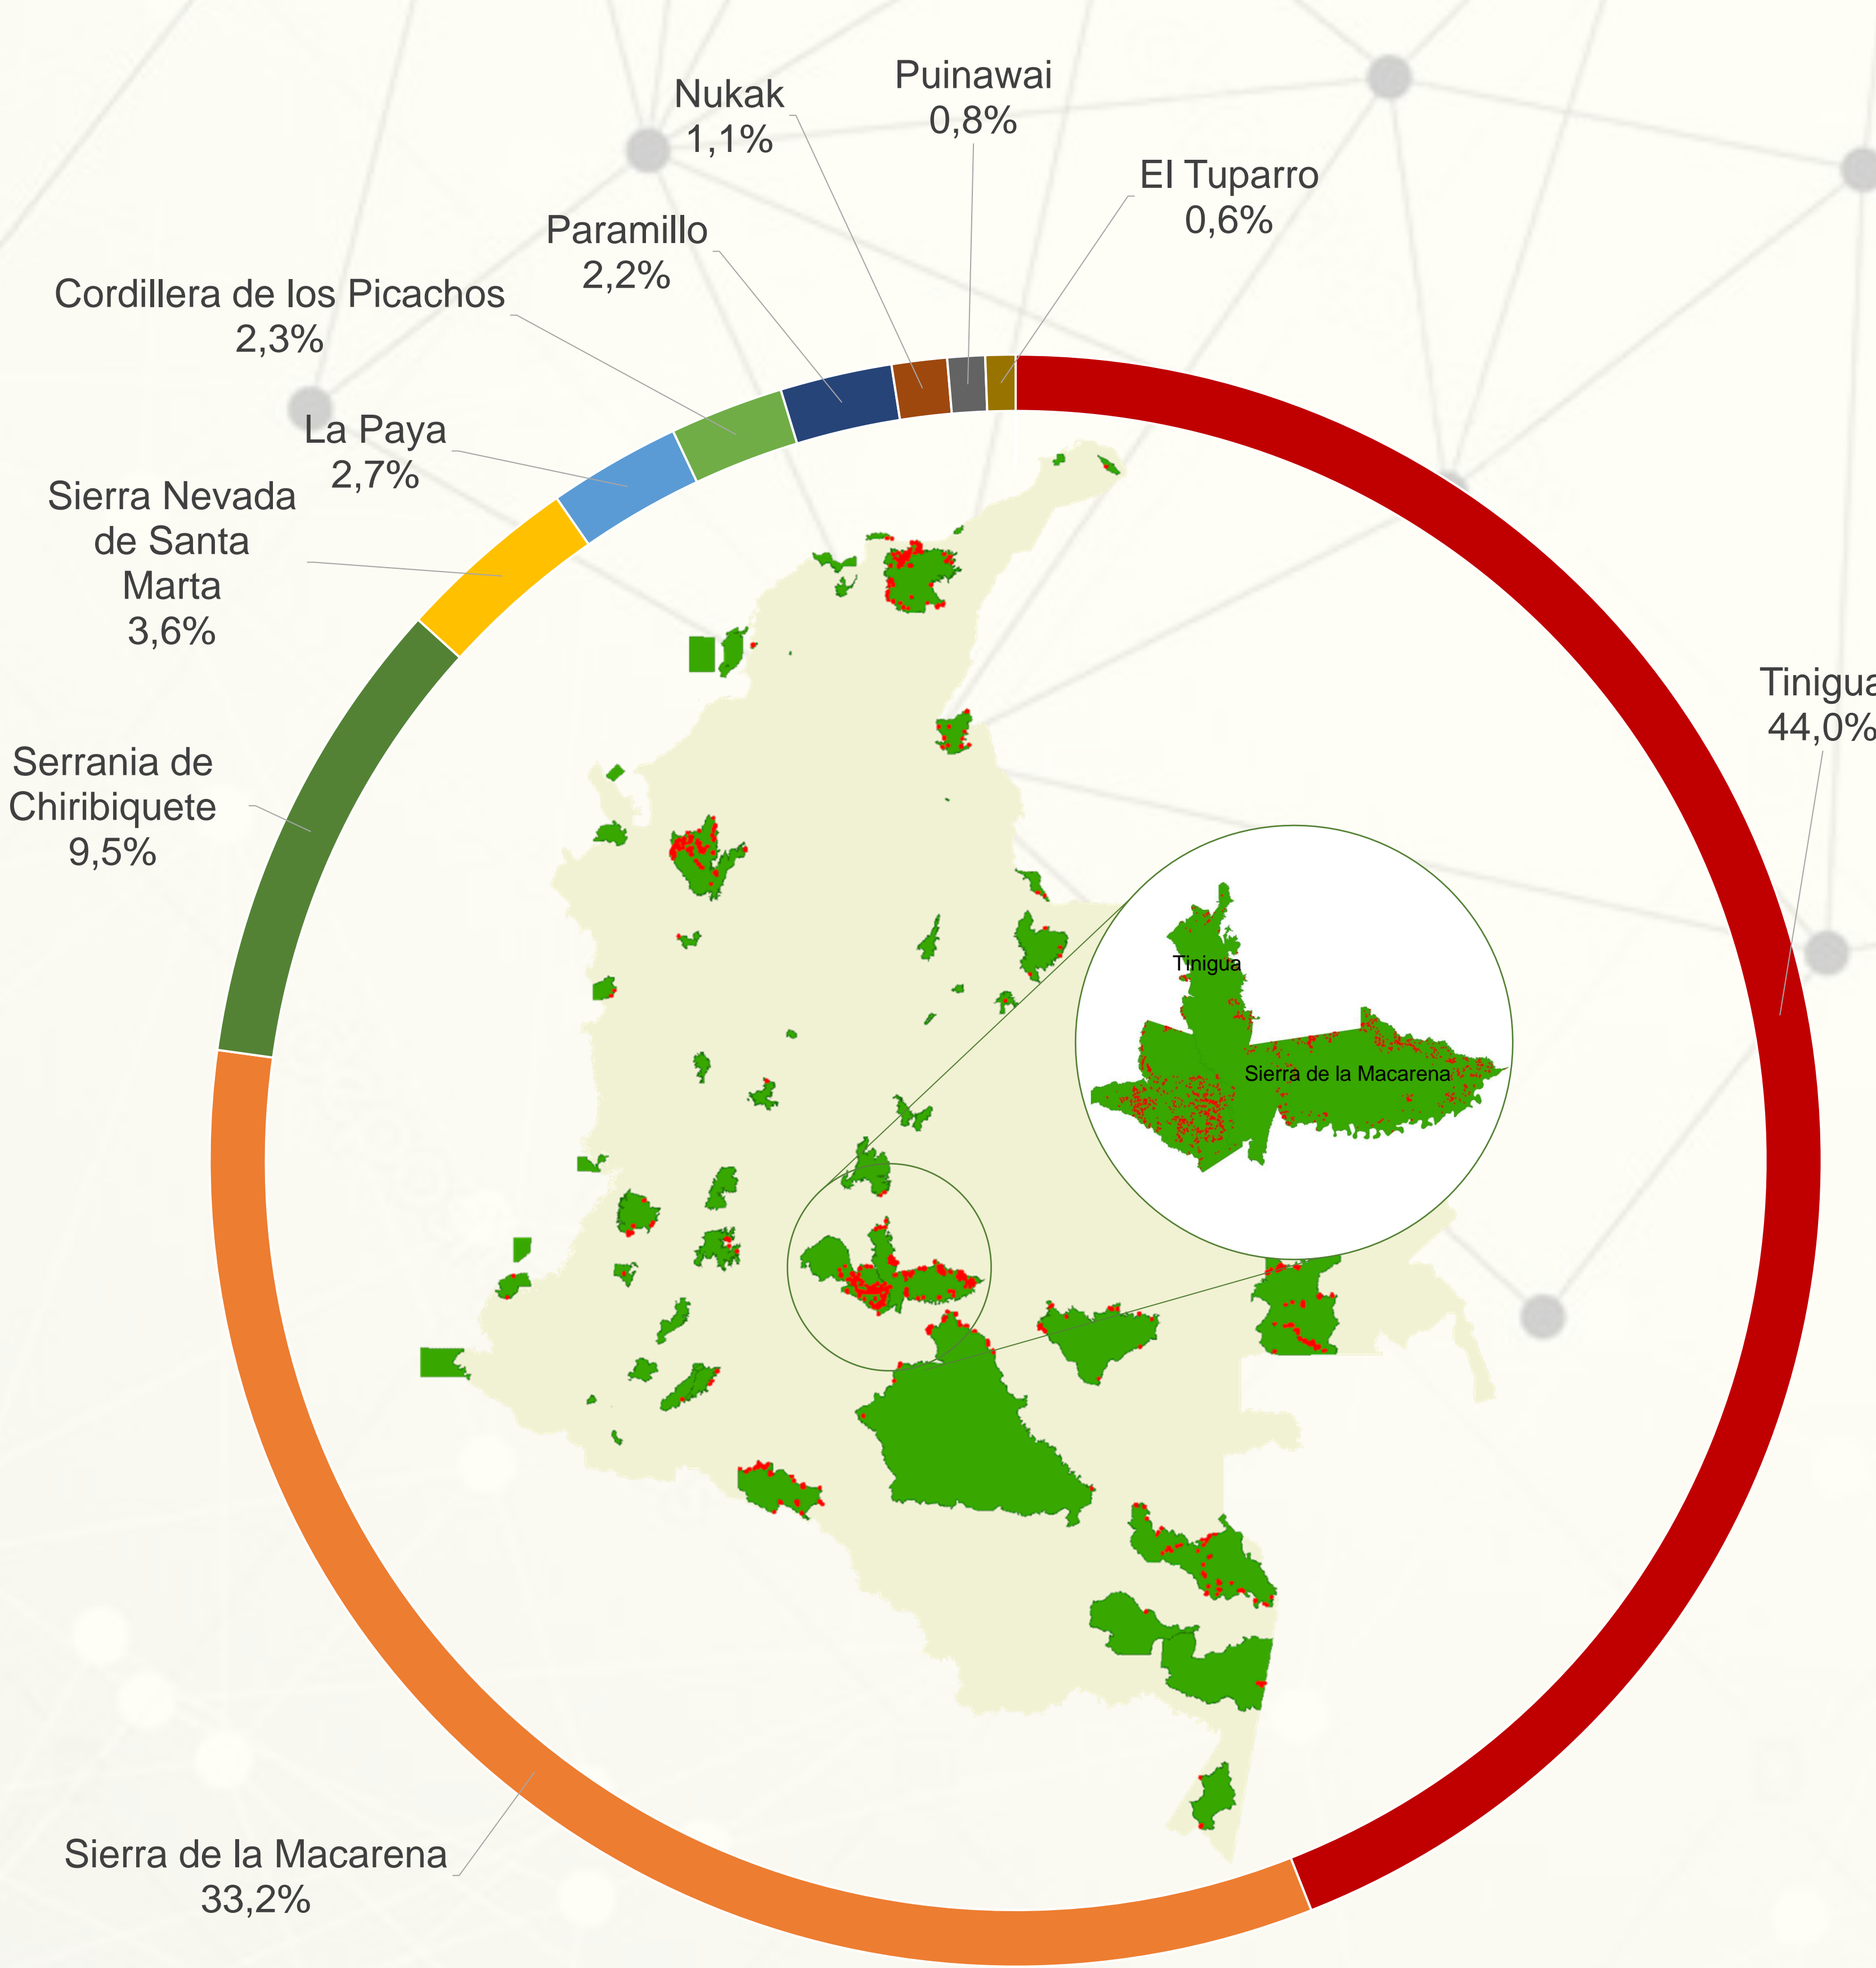 Puinawai
0,8%
Nukak
1,1%
El Tuparro
0,6%
Paramillo
2,2%
Cordillera de los Picachos
2,3%
La Paya
2,7%
Sierra Nevada
de Santa
Marta
3,6%
Tinigua
44,0%
Serrania de
Chiribiquete
9,5%
Tinigua
Sierra de la Macarena
Sierra de la Macarena
33,2%